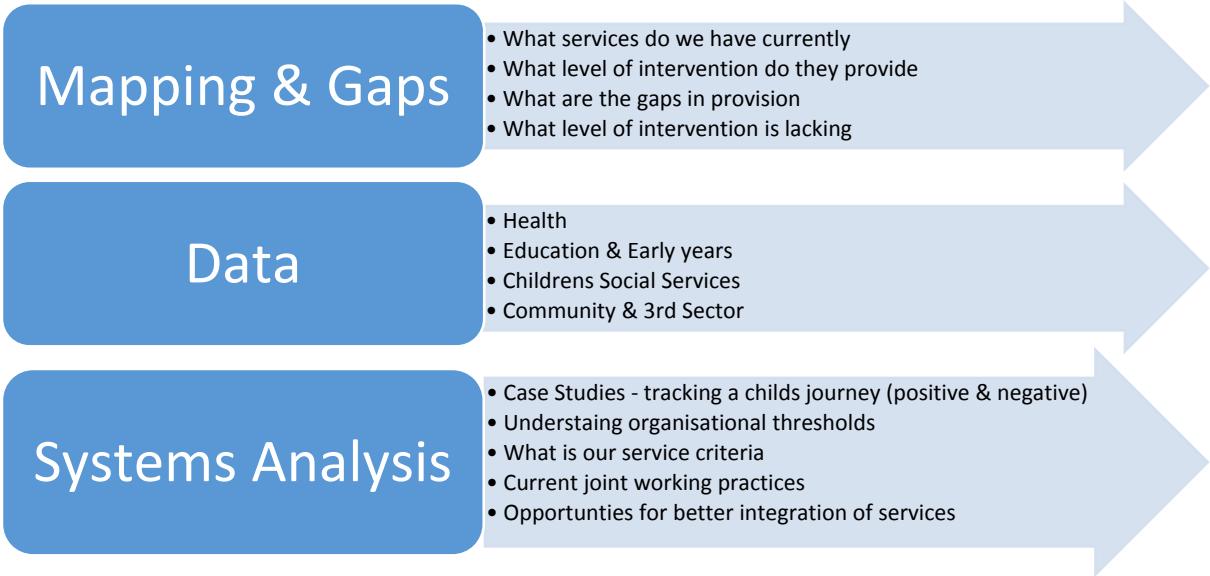 Mapping & Gaps
• What services do we have currently
• What level of intervention do they provide
• What are the gaps in provision
• What level of intervention is lacking
Data
• Health
• Education & Early years
• Childrens Social Services
• Community & 3rd Sector
Systems Analysis
• Case Studies - tracking a childs journey (positive & negative)
• Understaing organisational thresholds
• What is our service criteria
• Current joint working practices
• Opportunties for better integration of services